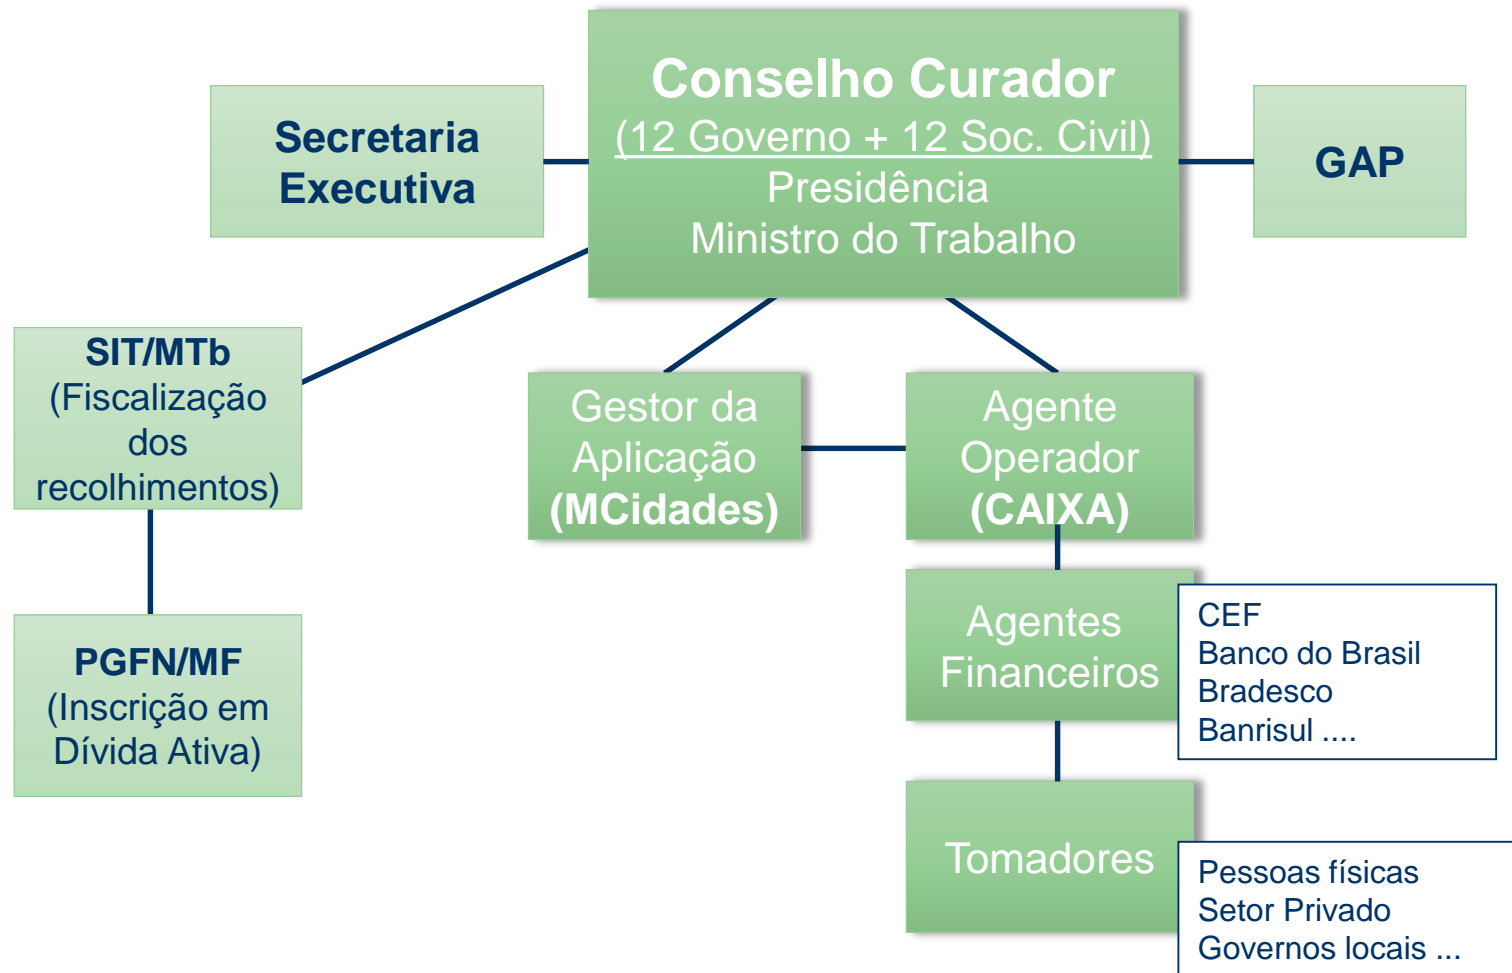 Conselho Curador
(12 Governo + 12 Soc. Civil)
Presidência
Ministro do Trabalho
Secretaria
Executiva
GAP
SIT/MTb
(Fiscalização
dos
recolhimentos)
Gestor da
Aplicação
(MCidades)
Agente
Operador
(CAIXA)
PGFN/MF
(Inscrição em
Dívida Ativa)
Agentes
Financeiros
CEF
Banco do Brasil
Bradesco
Banrisul ....
Tomadores
Pessoas físicas
Setor Privado
Governos locais ...